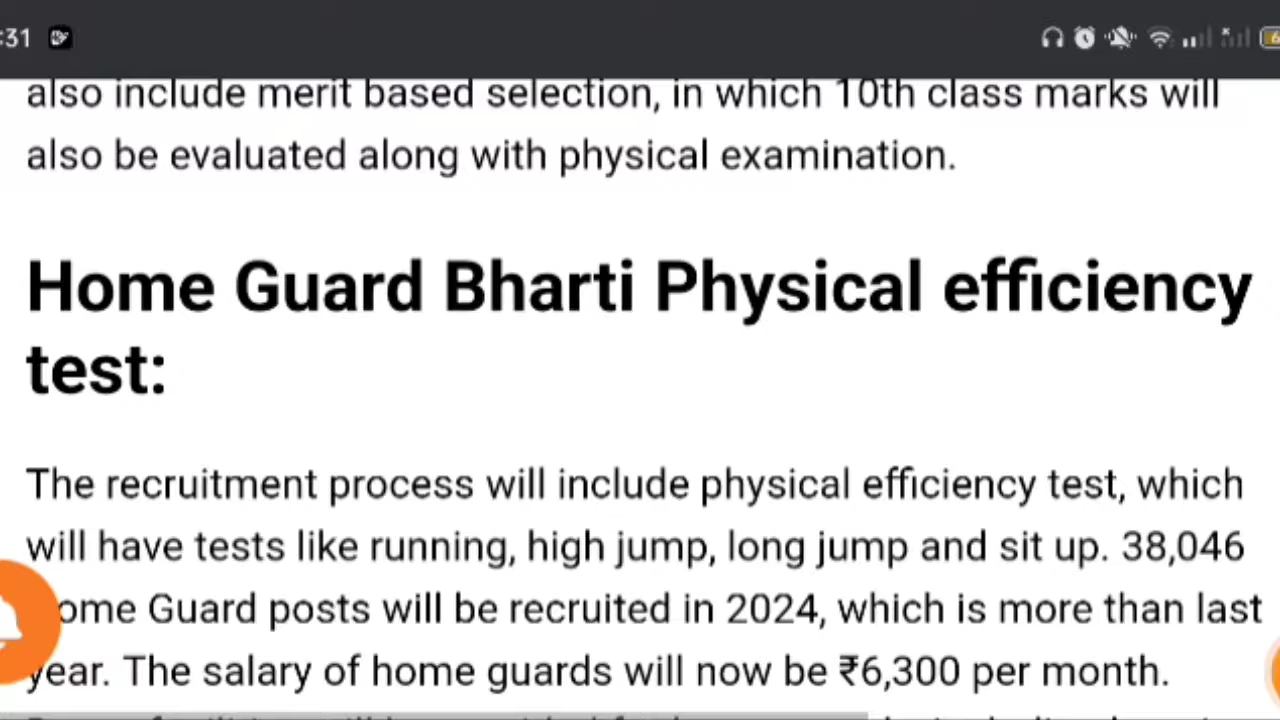 :31
also include merit based selection, in which 10th class marks will
also be evaluated along with physical examination.
Home Guard Bharti Physical efficiency
test:
The recruitment process will include physical efficiency test, which
will have tests like running, high jump, long jump and sit up. 38,046
ome Guard posts will be recruited in 2024, which is more than last
year. The salary of home guards will now be ₹6,300 per month.